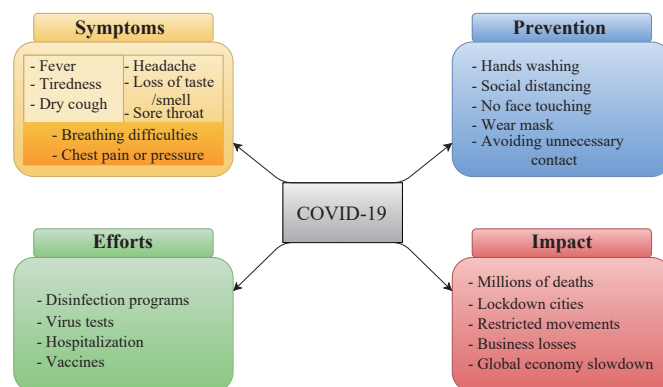 Symptoms
- Fever
- Tiredness
- Dry cough
- Headache
- Loss of taste
/smell
- Sore throat
- Breathing difficulties
- Chest pain or pressure
Prevention
- Hands washing
- Social distancing
- No face touching
- Wear mask
- Avoiding unnecessary
contact
COVID-19
Efforts
- Disinfection programs
- Virus tests
- Hospitalization
- Vaccines
Impact
- Millions of deaths
- Lockdown cities
- Restricted movements
- Business losses
- Global economy slowdown